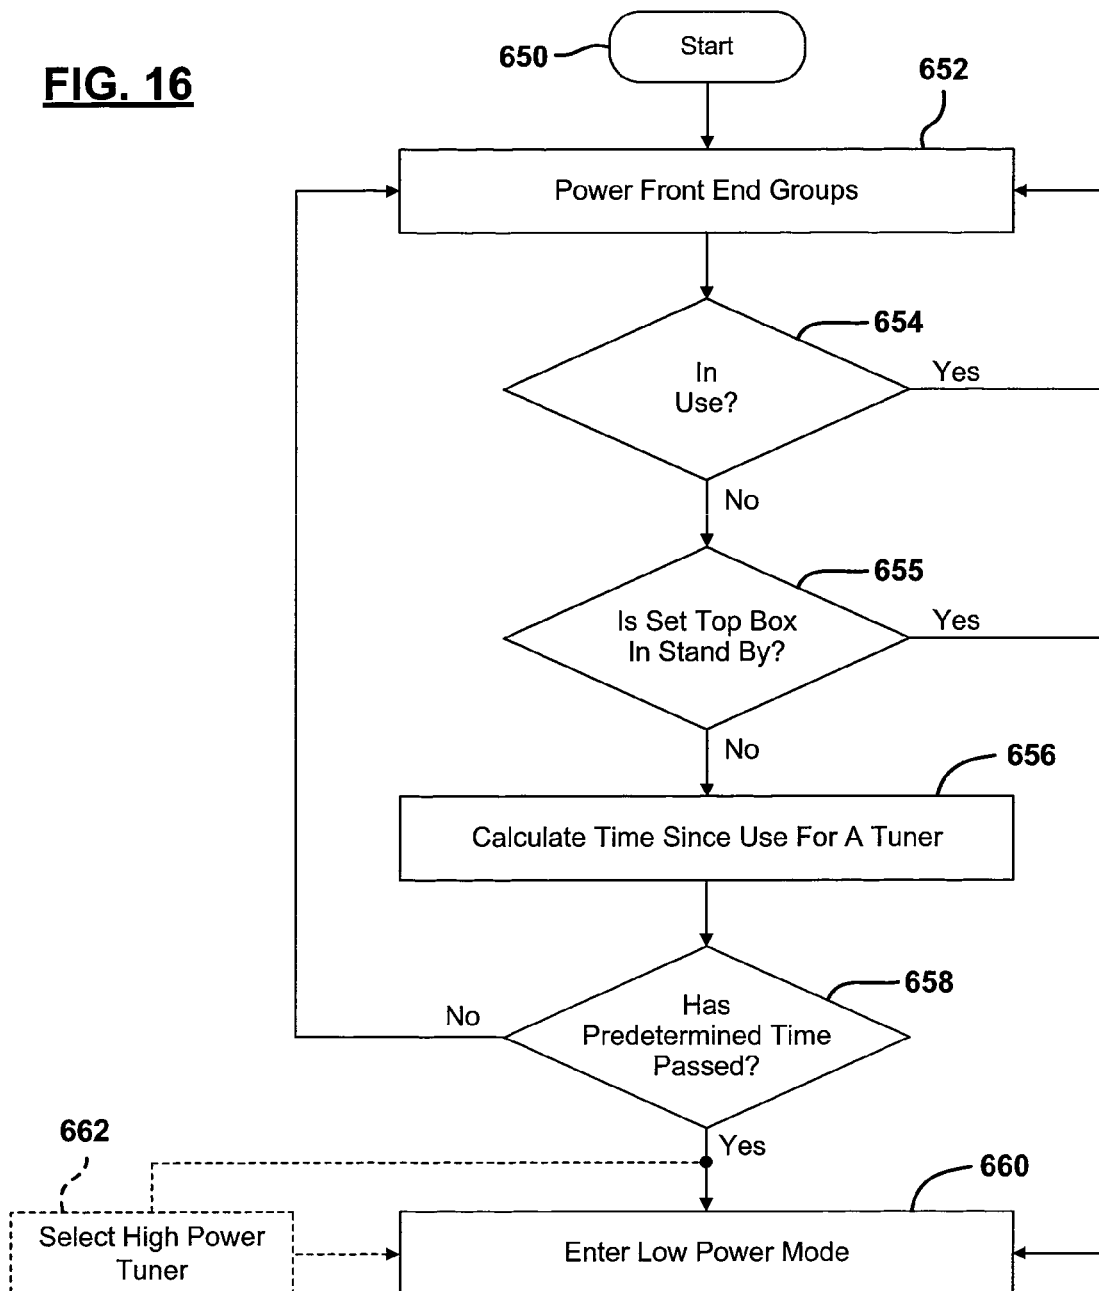 FIG. 16
650
Start
652
Power Front End Groups
654
In
Use?
Yes
No
655
Is Set Top Box
In Stand By?
Yes
No
656
Calculate Time Since Use For A Tuner
658
Has
Predetermined Time
Passed?
No
Yes
662
Select High Power
Tuner
660
Enter Low Power Mode